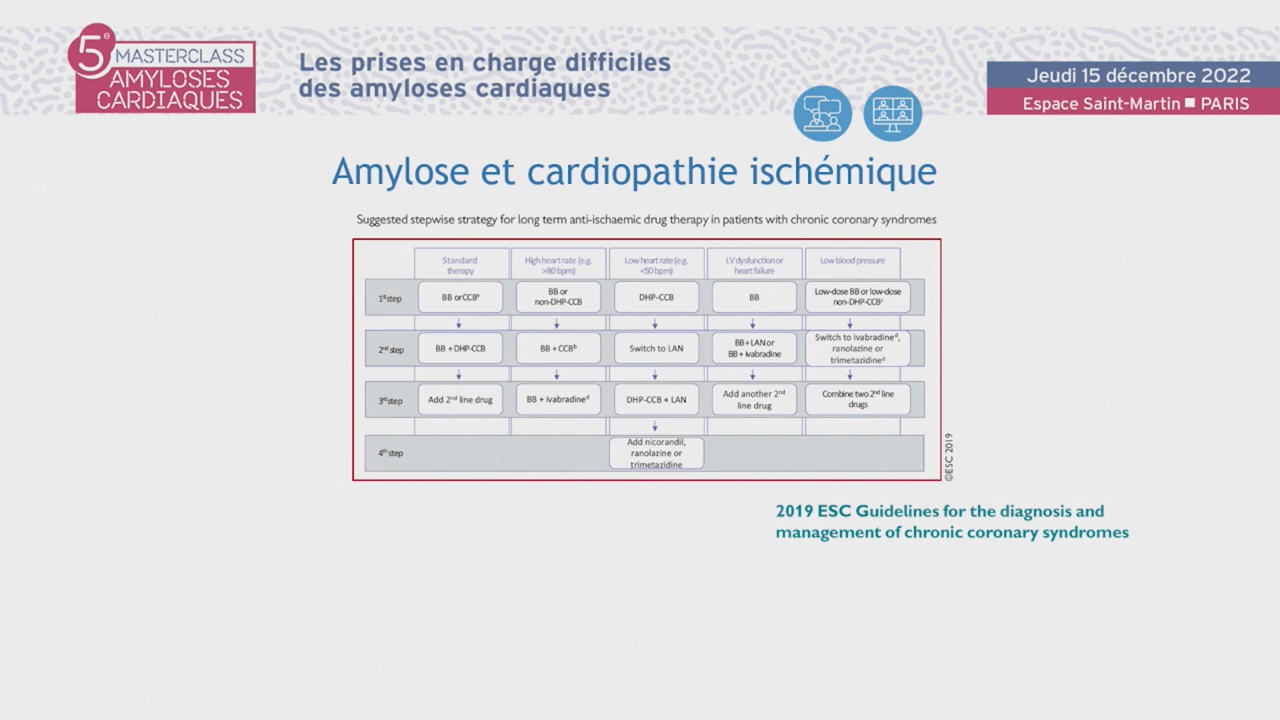 5e
MASTERCLASS
AMYLOSES
CARDIAQUES
Les prises en charge difficiles
des amyloses cardiaques
Jeudi 15 décembre 2022
Espace Saint-Martin ■ PARIS
Amylose et cardiopathie ischémique
Suggested stepwise strategy for long term anti-ischaemic drug therapy in patients with chronic coronary syndromes
Standard
therapy
High heart rate (e.g.
>80 bpm)
Low heart rate (e.g.
<50 bpm)
LV dysfunction or
heart failure
Low blood pressure
1st step
BB or CCBa
BB or
non-DHP-CCB
DHP-CCB
BB
Low-dose BB or low-dose
non-DHP-CCBc
2nd step
BB + DHP-CCB
BB + CCBb
Switch to LAN
BB + LAN or
BB + ivabradine
Switch to ivabradined,
ranolazine or
trimetazidinee
3rd step
Add 2nd line drug
BB + ivabradined
DHP-CCB + LAN
Add another 2nd
line drug
Combine two 2nd line
drugs
4th step
Add nicorandil,
ranolazine or
trimetazidine
©ESC 2019
2019 ESC Guidelines for the diagnosis and
management of chronic coronary syndromes